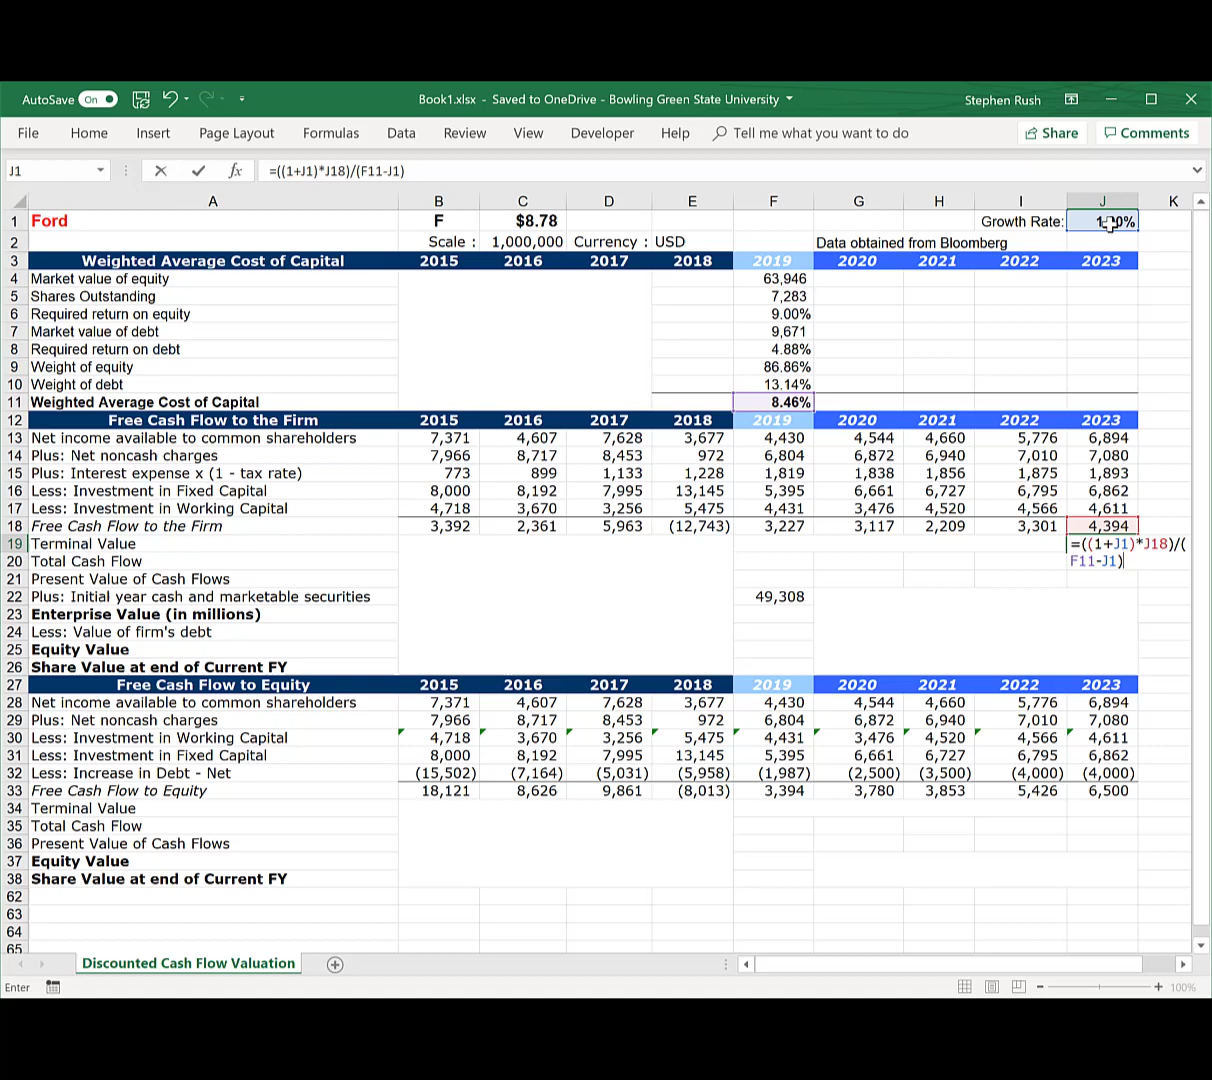 AutoSave On Book1.xlsx - Saved to OneDrive - Bowling Green State University Stephen Rush
File Home Insert Page Layout Formulas Data Review View Developer Help Tell me what you want to do Share Comments
J1 fx =((1+J1)*J18)/(F11-J1)
A B C D E F G H I J K
1 Ford F $8.78 Growth Rate:
2 Scale : 1,000,000 Currency : USD Data obtained from Bloomberg
3 Weighted Average Cost of Capital 2015 2016 2017 2018 2019 2020 2021 2022 2023
4 Market value of equity 63,946
5 Shares Outstanding 7,283
6 Required return on equity 9.00%
7 Market value of debt 9,671
8 Required return on debt 4.88%
9 Weight of equity 86.86%
10 Weight of debt 13.14%
11 Weighted Average Cost of Capital 8.46%
12 Free Cash Flow to the Firm 2015 2016 2017 2018 2019 2020 2021 2022 2023
13 Net income available to common shareholders 7,371 4,607 7,628 3,677 4,430 4,544 4,660 5,776 6,894
14 Plus: Net noncash charges 7,966 8,717 8,453 972 6,804 6,872 6,940 7,010 7,080
15 Plus: Interest expense x (1 - tax rate) 773 899 1,133 1,228 1,819 1,838 1,856 1,875 1,893
16 Less: Investment in Fixed Capital 8,000 8,192 7,995 13,145 5,395 6,661 6,727 6,795 6,862
17 Less: Investment in Working Capital 4,718 3,670 3,256 5,475 4,431 3,476 4,520 4,566 4,611
18 Free Cash Flow to the Firm 3,392 2,361 5,963 (12,743) 3,227 3,117 2,209 3,301 4,394
19 Terminal Value =((1+J1)*J18)/(
20 Total Cash Flow F11-J1)
21 Present Value of Cash Flows
22 Plus: Initial year cash and marketable securities 49,308
23 Enterprise Value (in millions)
24 Less: Value of firm's debt
25 Equity Value
26 Share Value at end of Current FY
27 Free Cash Flow to Equity 2015 2016 2017 2018 2019 2020 2021 2022 2023
28 Net income available to common shareholders 7,371 4,607 7,628 3,677 4,430 4,544 4,660 5,776 6,894
29 Plus: Net noncash charges 7,966 8,717 8,453 972 6,804 6,872 6,940 7,010 7,080
30 Less: Investment in Working Capital 4,718 3,670 3,256 5,475 4,431 3,476 4,520 4,566 4,611
31 Less: Investment in Fixed Capital 8,000 8,192 7,995 13,145 5,395 6,661 6,727 6,795 6,862
32 Less: Increase in Debt - Net (15,502) (7,164) (5,031) (5,958) (1,987) (2,500) (3,500) (4,000) (4,000)
33 Free Cash Flow to Equity 18,121 8,626 9,861 (8,013) 3,394 3,780 3,853 5,426 6,500
34 Terminal Value
35 Total Cash Flow
36 Present Value of Cash Flows
37 Equity Value
38 Share Value at end of Current FY
62
63
64
65
Discounted Cash Flow Valuation
Enter 100%